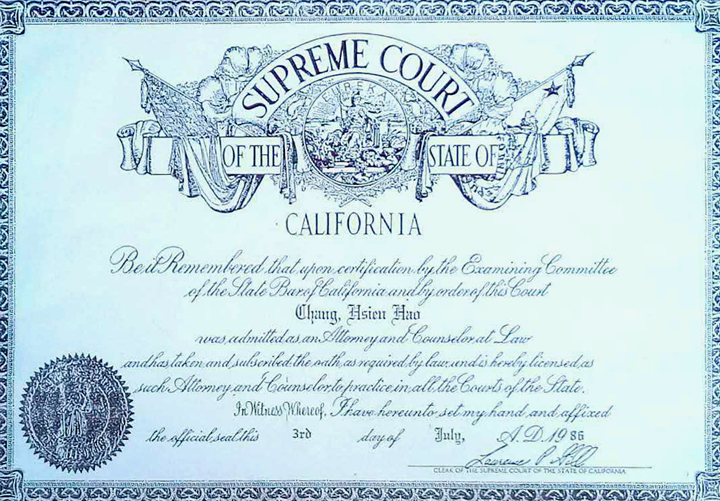 SUPREME COURT
EUREKA
OF THE STATE OF
CALIFORNIA
Be it Remembered, that upon certification by the Examining Committee
of the State Bar of California and by order of this Court
Chang, Hsien Hao
was admitted as an Attorney and Counselor at Law
and has taken and subscribed the oath, as required by law, and is hereby licensed, as
such Attorney and Counselor, to practice in all the Courts of the State.
In Witness Whereof, I have hereunto set my hand and affixed
the official seal this 3rd day of July, A.D. 1986
Laurence P. Gill
CLERK OF THE SUPREME COURT OF THE STATE OF CALIFORNIA